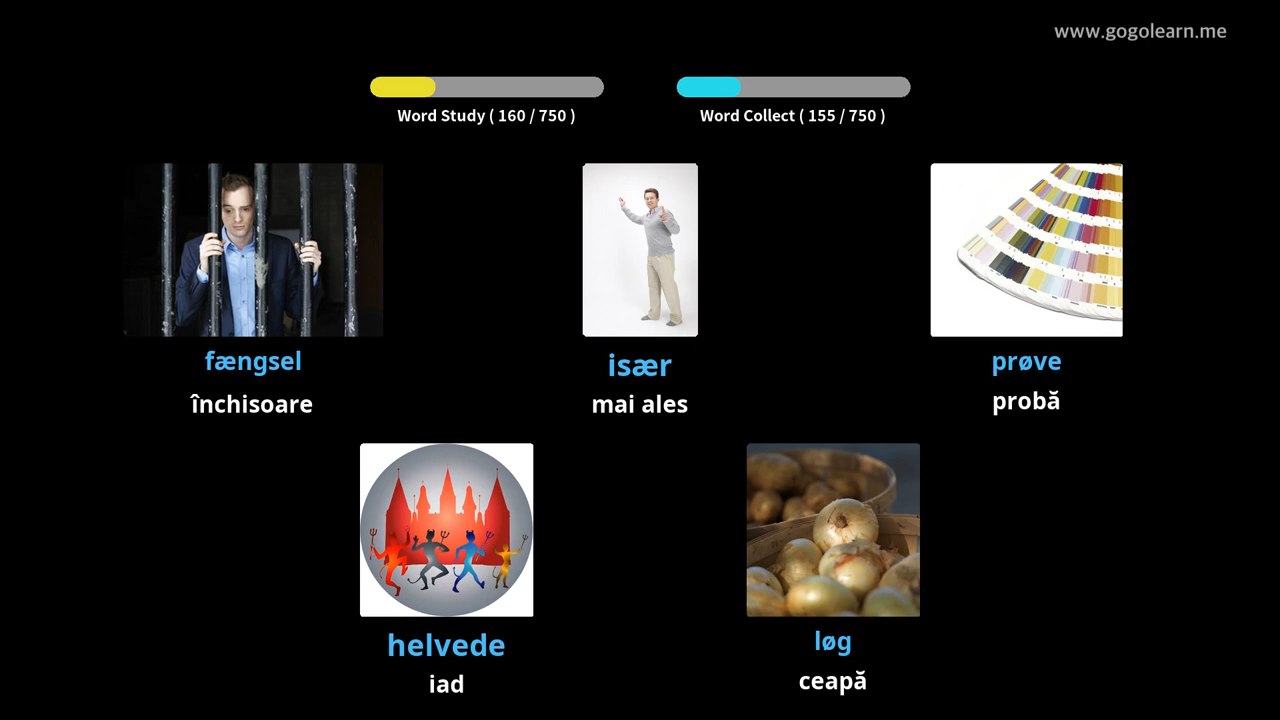 www.gogolearn.me
Word Study ( 160 / 750 )
Word Collect ( 155 / 750 )
fængsel
închisoare
især
mai ales
prøve
probă
helvede
iad
løg
ceapă